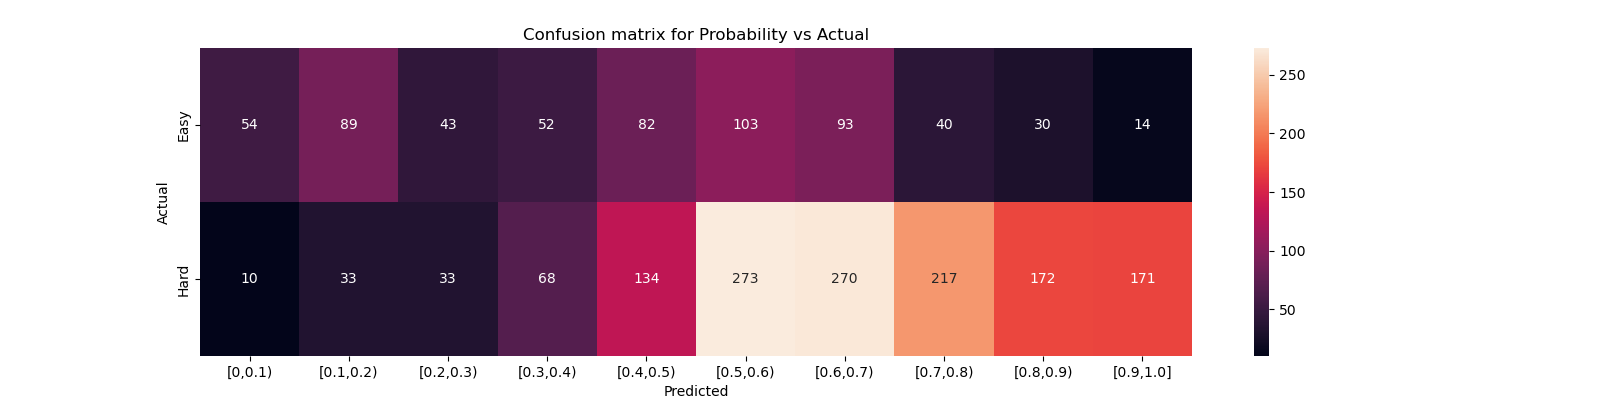 Confusion matrix for Probability vs Actual
Actual
Easy
54 89 43 52 82 103 93 40 30 14
Hard
10 33 33 68 134 273 270 217 172 171
[0,0.1) [0.1,0.2) [0.2,0.3) [0.3,0.4) [0.4,0.5) [0.5,0.6) [0.6,0.7) [0.7,0.8) [0.8,0.9) [0.9,1.0]
Predicted
250
200
150
100
50